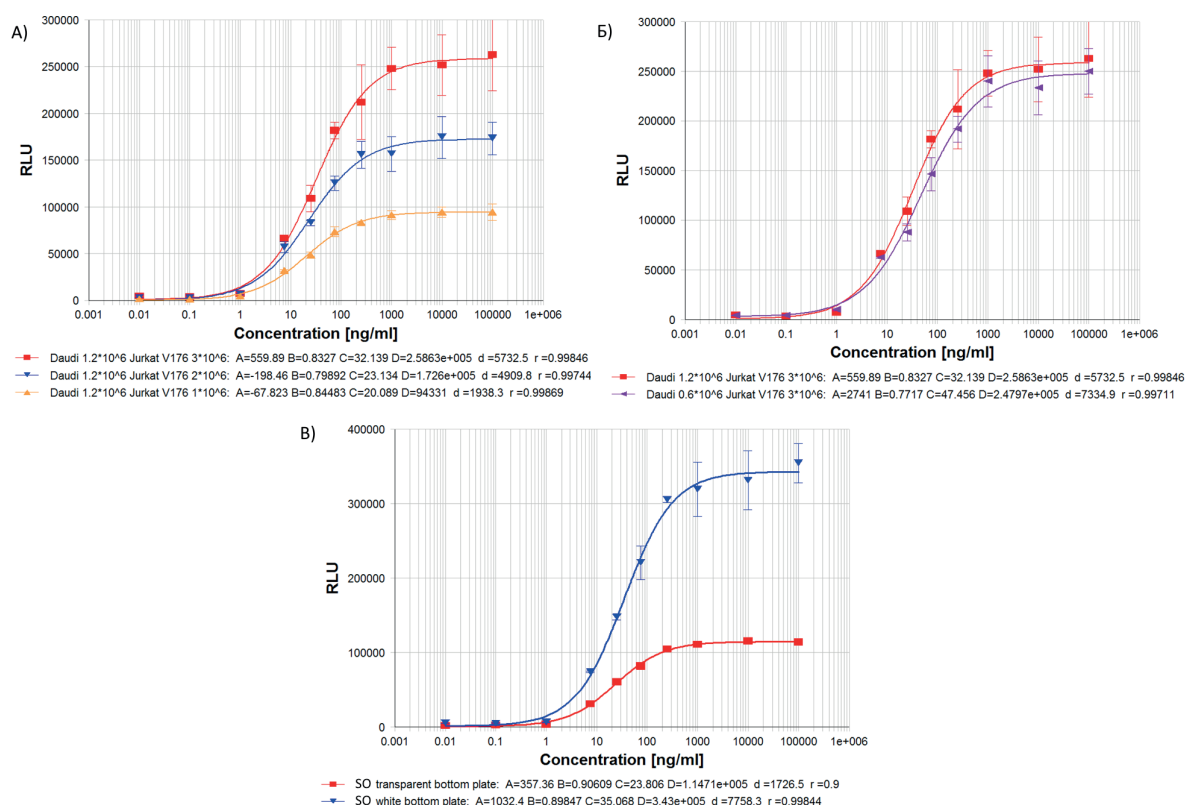 А)
RLU
300000
250000
200000
150000
100000
50000
0
0.001 0.01 0.1 1 10 100 1000 10000 100000 1e+006
Concentration [ng/ml]
Daudi 1.2*10^6 Jurkat V176 3*10^6: A=559.89 B=0.8327 C=32.139 D=2.5863e+005 d =5732.5 r =0.99846
Daudi 1.2*10^6 Jurkat V176 2*10^6: A=-198.46 B=0.79892 C=23.134 D=1.726e+005 d =4909.8 r =0.99744
Daudi 1.2*10^6 Jurkat V176 1*10^6: A=-67.823 B=0.84483 C=20.089 D=94331 d =1938.3 r =0.99869
Б)
RLU
300000
250000
200000
150000
100000
50000
0
0.001 0.01 0.1 1 10 100 1000 10000 100000 1e+006
Concentration [ng/ml]
Daudi 1.2*10^6 Jurkat V176 3*10^6: A=559.89 B=0.8327 C=32.139 D=2.5863e+005 d =5732.5 r =0.99846
Daudi 0.6*10^6 Jurkat V176 3*10^6: A=2741 B=0.7717 C=47.456 D=2.4797e+005 d =7334.9 r =0.99711
В)
RLU
400000
300000
200000
100000
0
0.001 0.01 0.1 1 10 100 1000 10000 100000 1e+006
Concentration [ng/ml]
SO transparent bottom plate: A=357.36 B=0.90609 C=23.806 D=1.1471e+005 d =1726.5 r =0.9
SO white bottom plate: A=1032.4 B=0.89847 C=35.068 D=3.43e+005 d =7758.3 r =0.99844